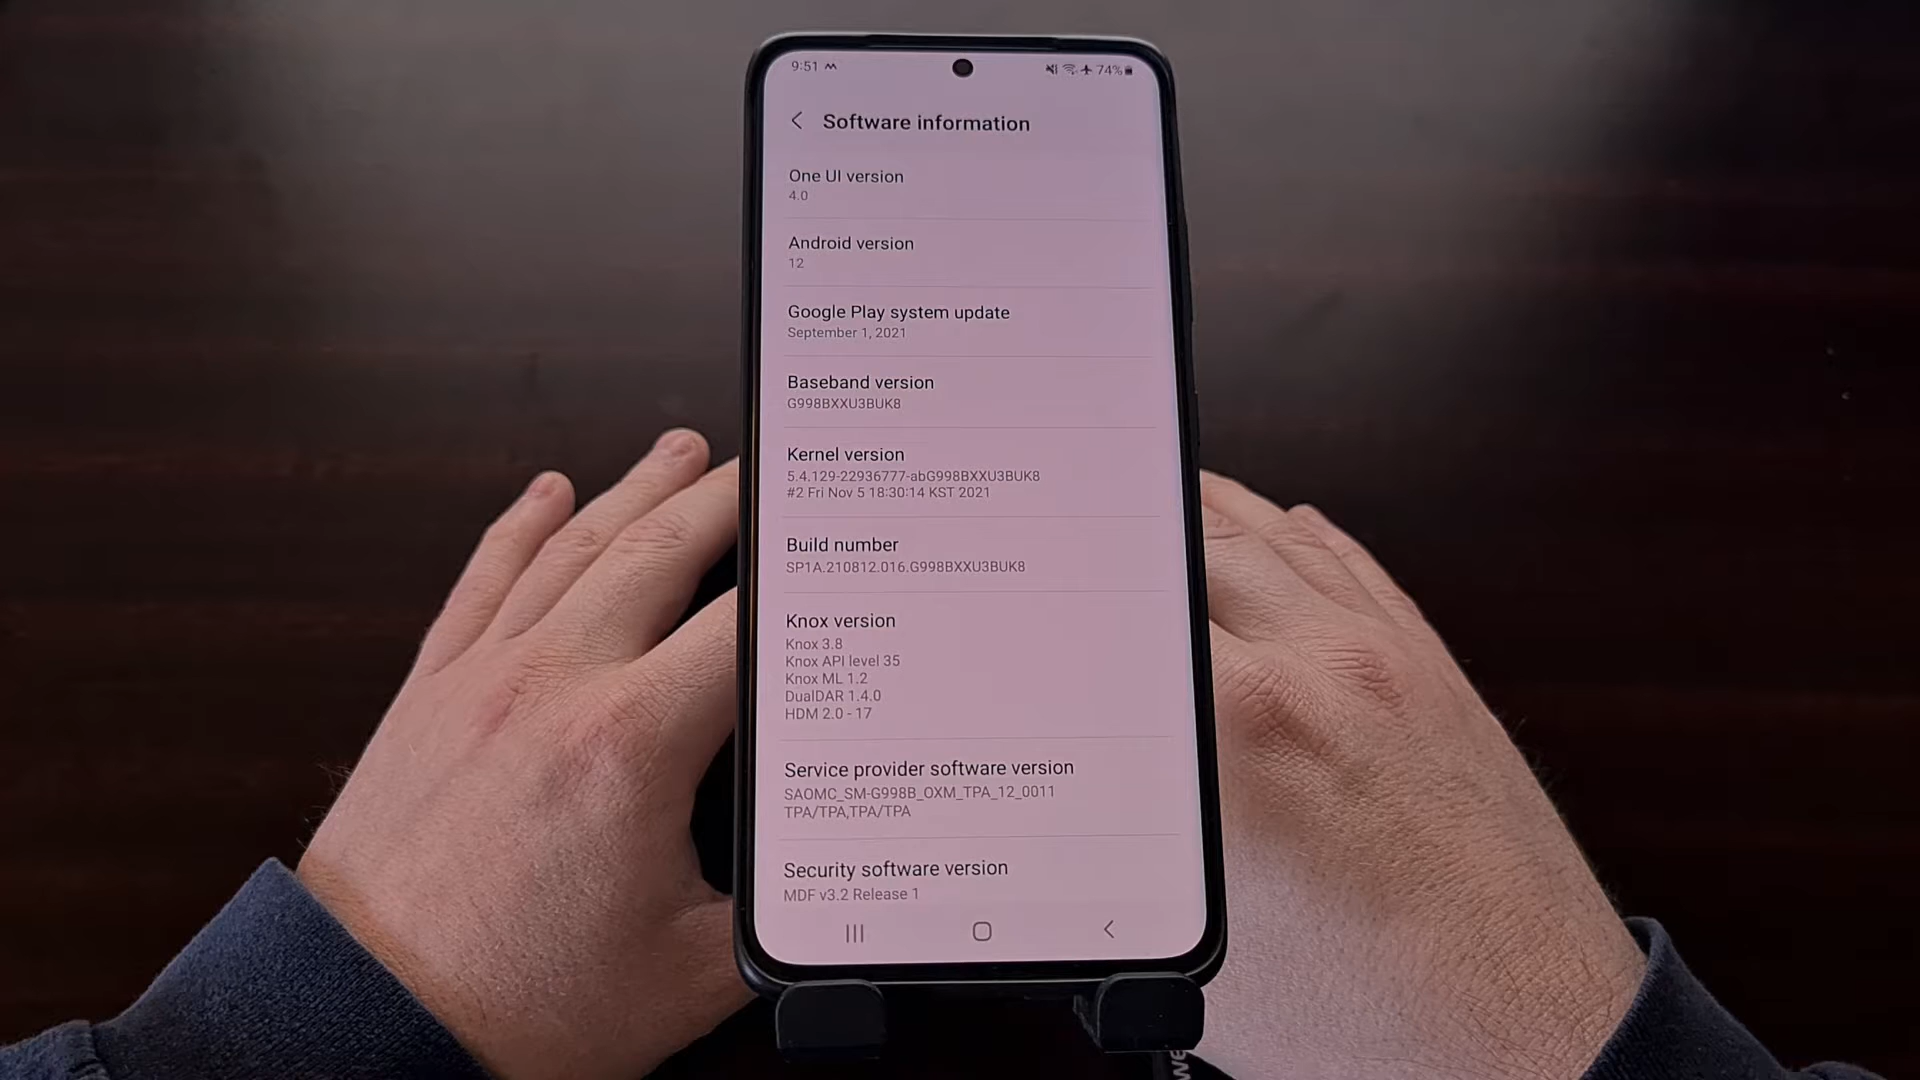 9:51
74%
Software information
One UI version
4.0
Android version
12
Google Play system update
September 1, 2021
Baseband version
G998BXXU3BUK8
Kernel version
5.4.129-22936777-abG998BXXU3BUK8
#2 Fri Nov 5 18:30:14 KST 2021
Build number
SP1A.210812.016.G998BXXU3BUK8
Knox version
Knox 3.8
Knox API level 35
Knox ML 1.2
DualDAR 1.4.0
HDM 2.0 - 17
Service provider software version
SAOMC_SM-G998B_OXM_TPA_12_0011
TPA/TPA,TPA/TPA
Security software version
MDF v3.2 Release 1